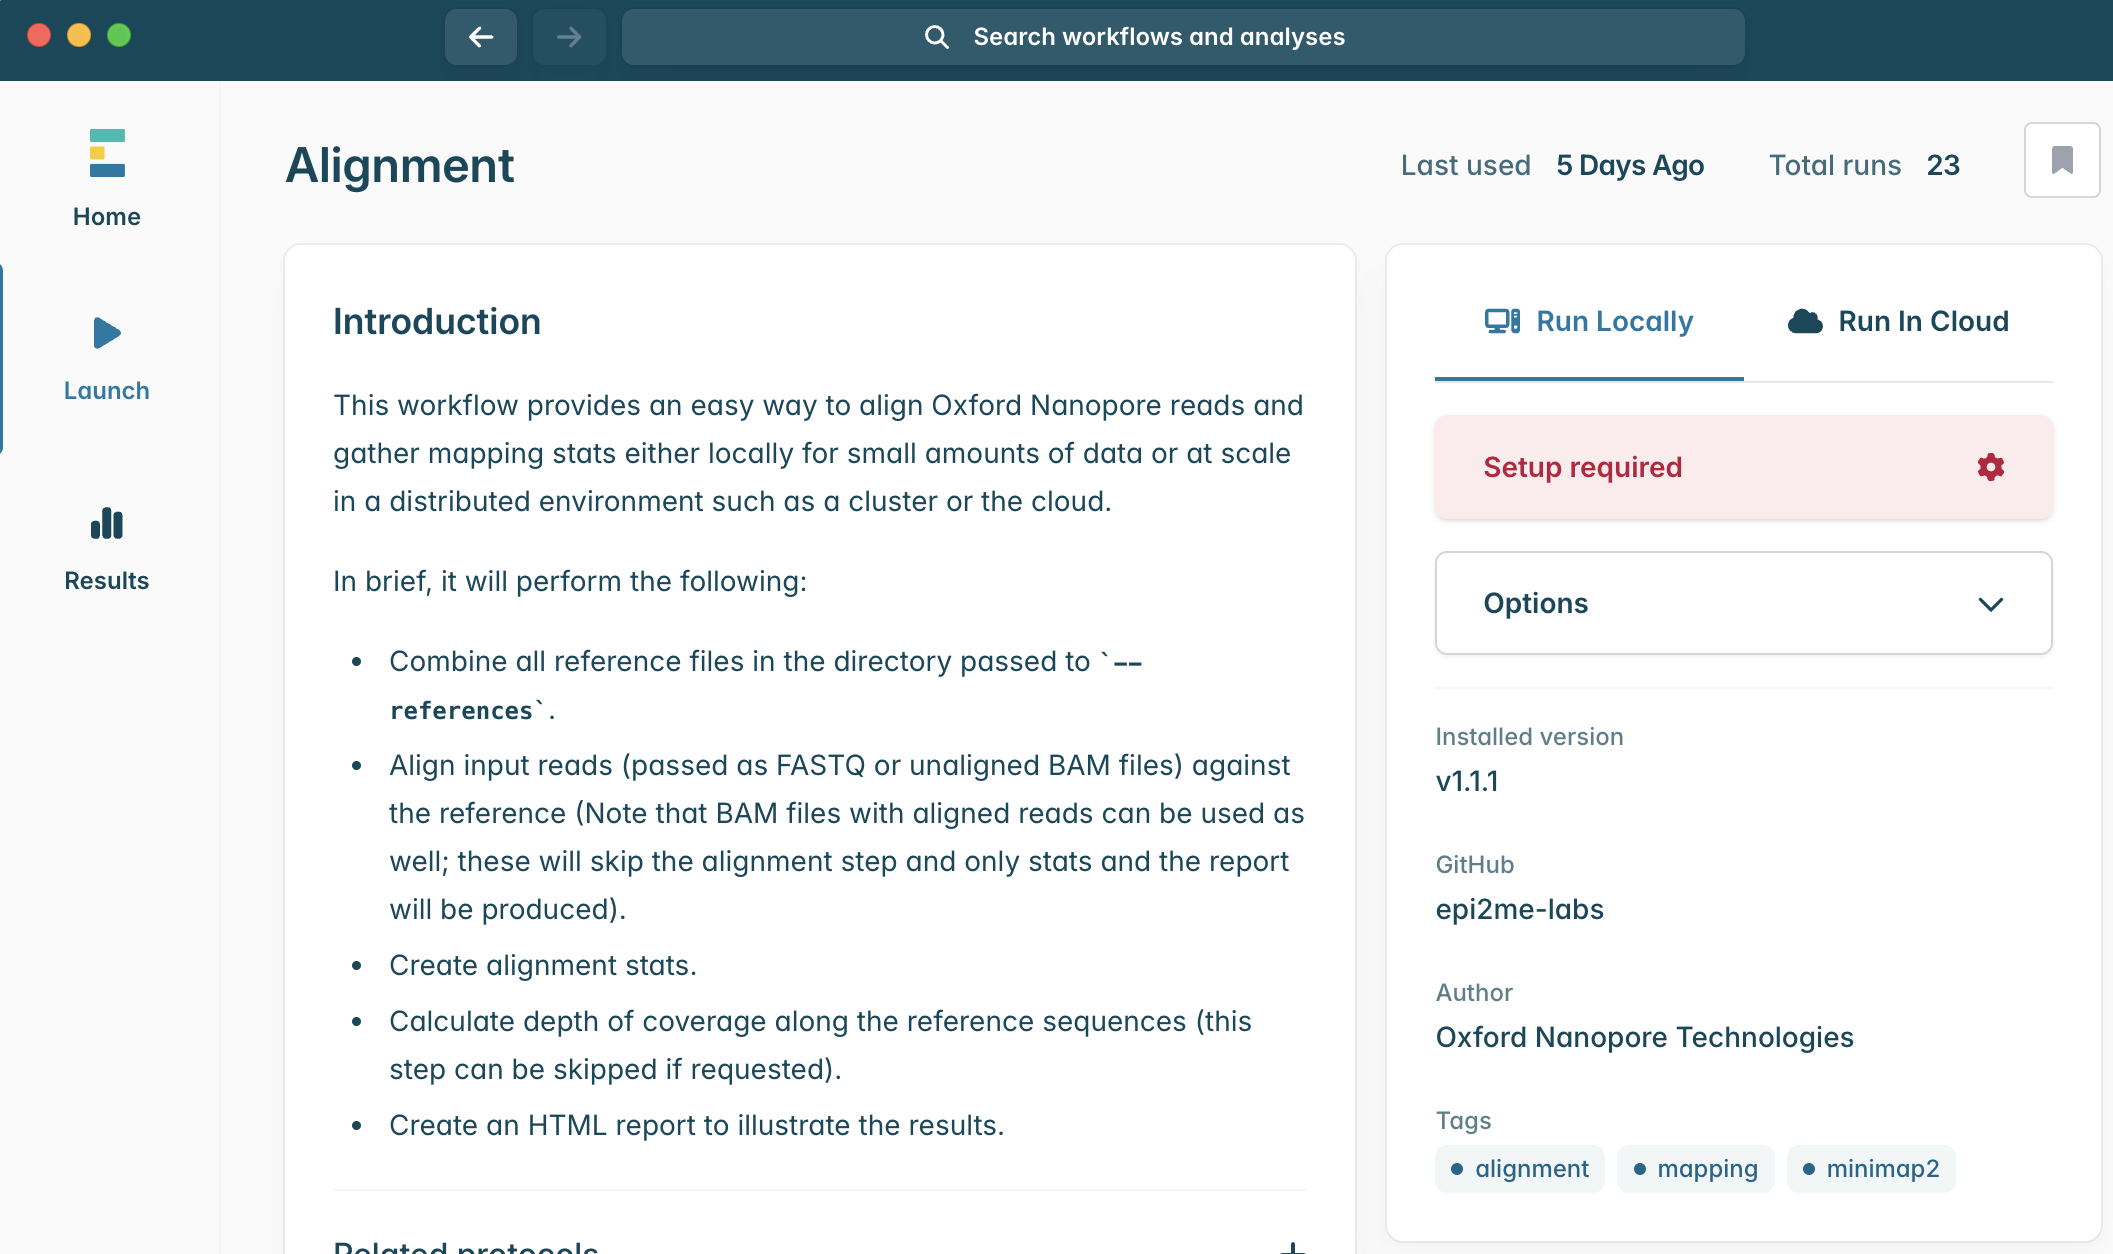 Search workflows and analyses
Home
Launch
Results
Alignment
Last used 5 Days Ago Total runs 23
Introduction
This workflow provides an easy way to align Oxford Nanopore reads and
gather mapping stats either locally for small amounts of data or at scale
in a distributed environment such as a cluster or the cloud.
In brief, it will perform the following:
• Combine all reference files in the directory passed to `--
references`.
• Align input reads (passed as FASTQ or unaligned BAM files) against
the reference (Note that BAM files with aligned reads can be used as
well; these will skip the alignment step and only stats and the report
will be produced).
• Create alignment stats.
• Calculate depth of coverage along the reference sequences (this
step can be skipped if requested).
• Create an HTML report to illustrate the results.
Related protocols
Run Locally Run In Cloud
Setup required
Options
Installed version
v1.1.1
GitHub
epi2me-labs
Author
Oxford Nanopore Technologies
Tags
• alignment • mapping • minimap2